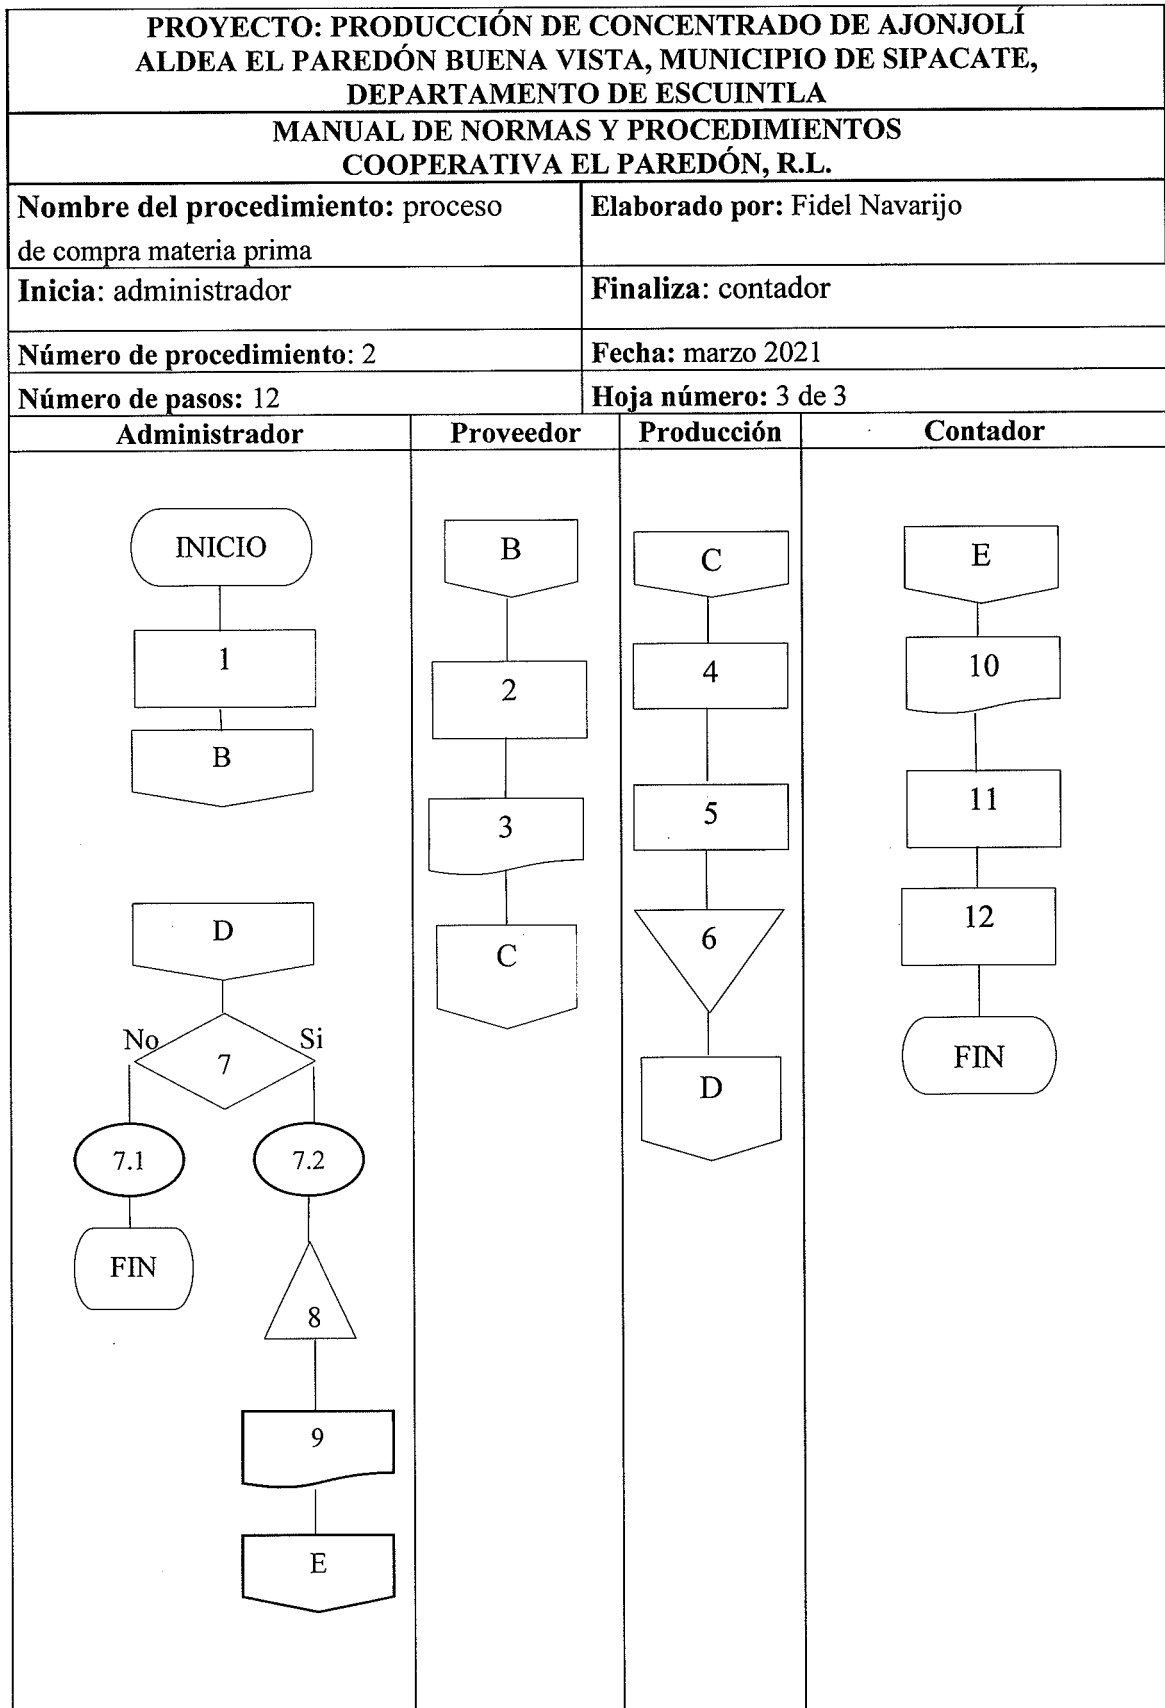 PROYECTO: PRODUCCIÓN DE CONCENTRADO DE AJONJOLÍ
ALDEA EL PAREDÓN BUENA VISTA, MUNICIPIO DE SIPACATE,
DEPARTAMENTO DE ESCUINTLA
MANUAL DE NORMAS Y PROCEDIMIENTOS
COOPERATIVA EL PAREDÓN, R.L.
Nombre del procedimiento: proceso
de compra materia prima
Elaborado por: Fidel Navarijo
Inicia: administrador
Finaliza: contador
Número de procedimiento: 2
Fecha: marzo 2021
Número de pasos: 12
Hoja número: 3 de 3
Administrador
Proveedor
Producción
Contador
INICIO
1
B
D
No
Si
7
7.1
7.2
FIN
8
9
E
B
2
3
C
C
4
5
6
D
E
10
11
12
FIN